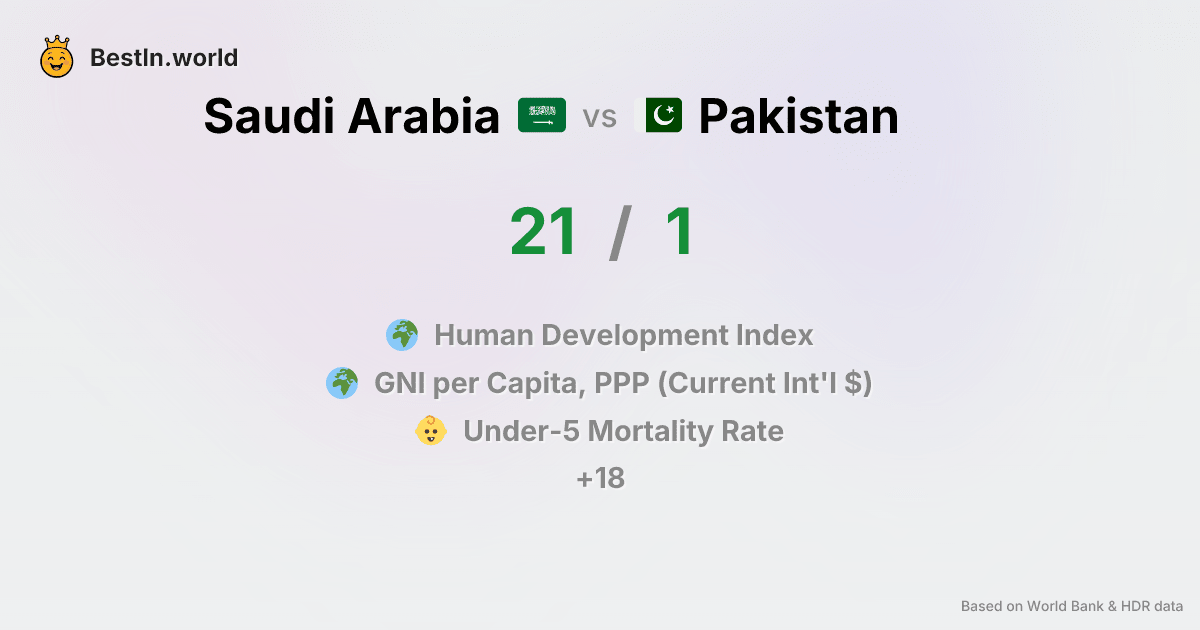 BestIn.world
Saudi Arabia vs Pakistan
21 / 1
Human Development Index
GNI per Capita, PPP (Current Int'l $)
Under-5 Mortality Rate
+18
Based on World Bank & HDR data